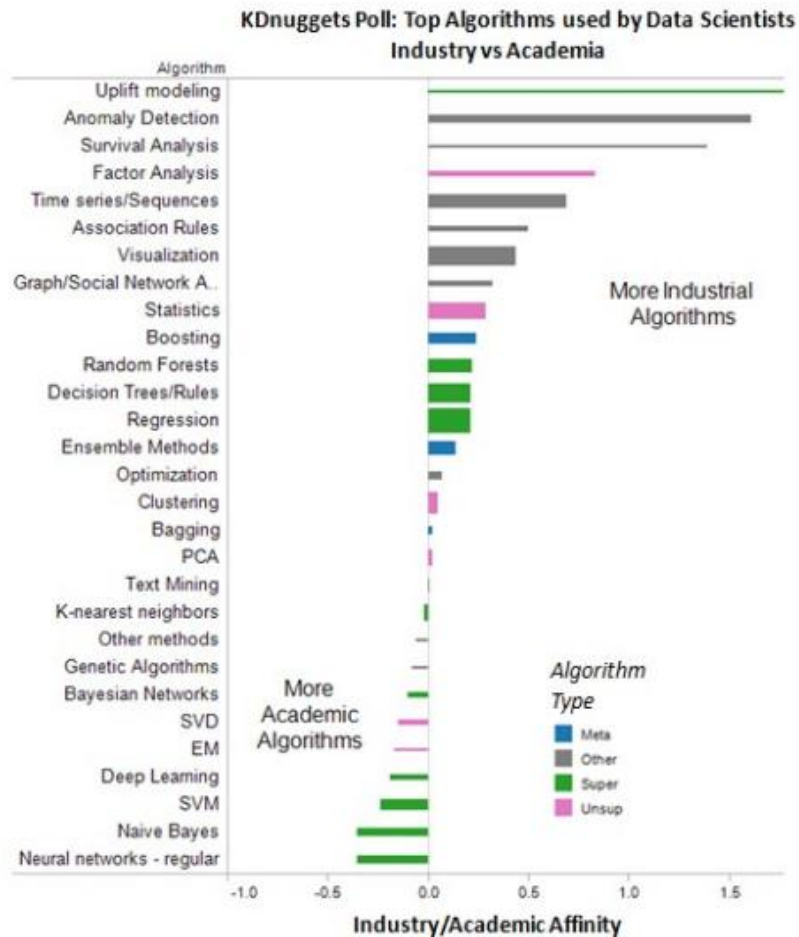 KDnuggets Poll: Top Algorithms used by Data Scientists
Industry vs Academia
Algorithm
Uplift modeling
Anomaly Detection
Survival Analysis
Factor Analysis
Time series/Sequences
Association Rules
Visualization
Graph/Social Network A..
Statistics
Boosting
Random Forests
Decision Trees/Rules
Regression
Ensemble Methods
Optimization
Clustering
Bagging
PCA
Text Mining
K-nearest neighbors
Other methods
Genetic Algorithms
Bayesian Networks
SVD
EM
Deep Learning
SVM
Naive Bayes
Neural networks - regular
More Industrial
Algorithms
More
Academic
Algorithms
Algorithm
Type
Meta
Other
Super
Unsup
-1.0 -0.5 0.0 0.5 1.0 1.5
Industry/Academic Affinity